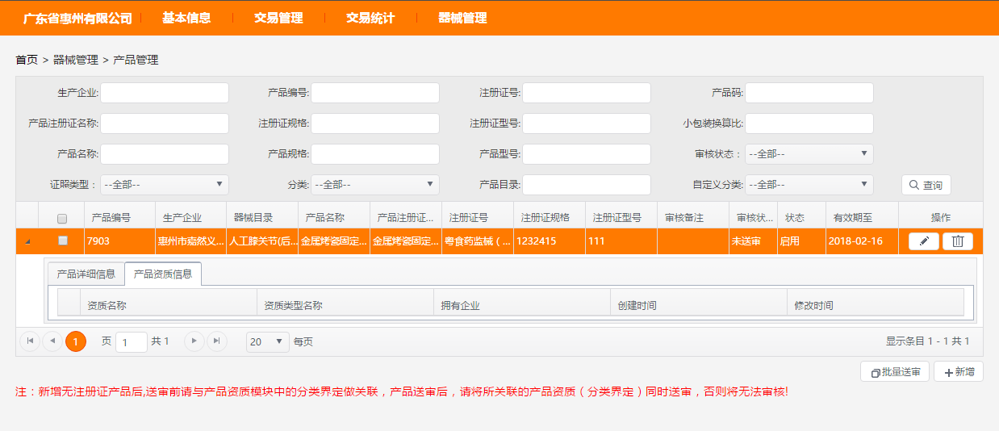 广东省惠州有限公司 基本信息 交易管理 交易统计 器械管理
首页 > 器械管理 > 产品管理
生产企业: 产品编号: 注册证号: 产品码:
产品注册证名称: 注册证规格: 注册证型号: 小包装换算比:
产品名称: 产品规格: 产品型号: 审核状态： --全部--
证照类型： --全部-- 分类: --全部-- 产品目录: 自定义分类: --全部-- 查询
产品编号 生产企业 器械目录 产品名称 产品注册证... 注册证号 注册证规格 注册证型号 审核备注 审核状... 状态 有效期至 操作
7903 惠州市嘉然义... 人工膝关节(后... 金属烤瓷固定... 金属烤瓷固定... 粤食药监械（... 1232415 111 未送审 启用 2018-02-16
产品详细信息 产品资质信息
资质名称 资质类型名称 拥有企业 创建时间 修改时间
1 页 1 共 1 20 每页 显示条目 1 - 1 共 1
批量送审 新增
注：新增无注册证产品后,送审前请与产品资质模块中的分类界定做关联，产品送审后，请将所关联的产品资质（分类界定）同时送审，否则将无法审核!